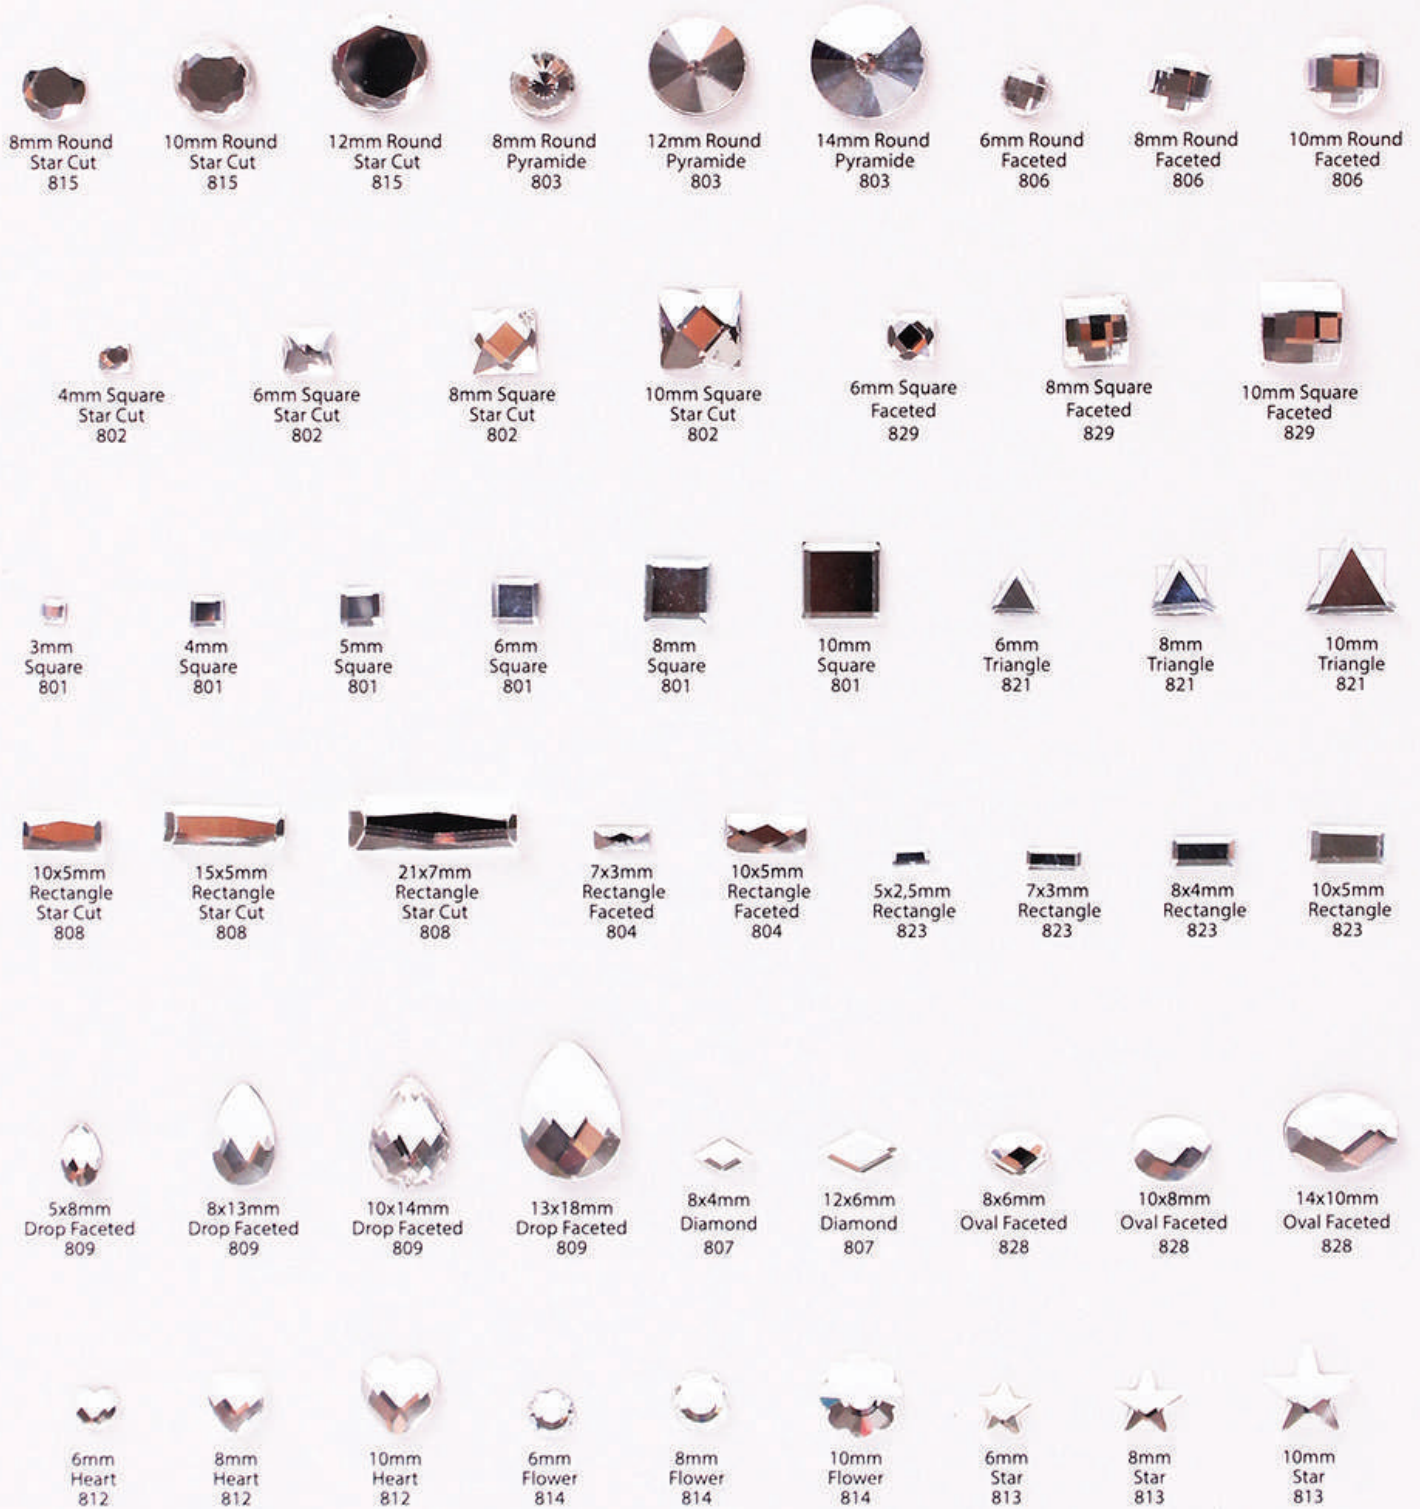 8mm Round
Star Cut
815
10mm Round
Star Cut
815
12mm Round
Star Cut
815
8mm Round
Pyramide
803
12mm Round
Pyramide
803
14mm Round
Pyramide
803
6mm Round
Faceted
806
8mm Round
Faceted
806
10mm Round
Faceted
806
4mm Square
Star Cut
802
6mm Square
Star Cut
802
8mm Square
Star Cut
802
10mm Square
Star Cut
802
6mm Square
Faceted
829
8mm Square
Faceted
829
10mm Square
Faceted
829
3mm
Square
801
4mm
Square
801
5mm
Square
801
6mm
Square
801
8mm
Square
801
10mm
Square
801
6mm
Triangle
821
8mm
Triangle
821
10mm
Triangle
821
10x5mm
Rectangle
Star Cut
808
15x5mm
Rectangle
Star Cut
808
21x7mm
Rectangle
Star Cut
808
7x3mm
Rectangle
Faceted
804
10x5mm
Rectangle
Faceted
804
5x2,5mm
Rectangle
823
7x3mm
Rectangle
823
8x4mm
Rectangle
823
10x5mm
Rectangle
823
5x8mm
Drop Faceted
809
8x13mm
Drop Faceted
809
10x14mm
Drop Faceted
809
13x18mm
Drop Faceted
809
8x4mm
Diamond
807
12x6mm
Diamond
807
8x6mm
Oval Faceted
828
10x8mm
Oval Faceted
828
14x10mm
Oval Faceted
828
6mm
Heart
812
8mm
Heart
812
10mm
Heart
812
6mm
Flower
814
8mm
Flower
814
10mm
Flower
814
6mm
Star
813
8mm
Star
813
10mm
Star
813